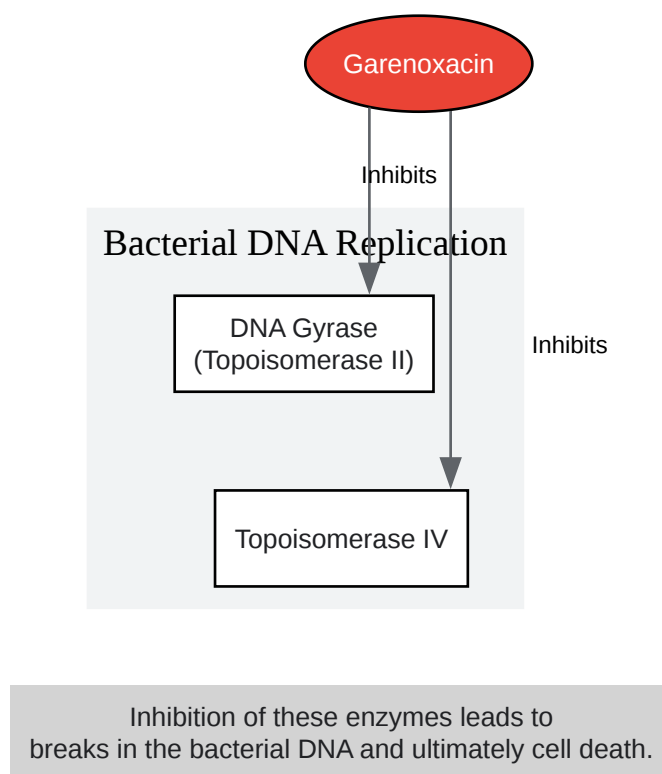 Garenoxacin
Inhibits
Bacterial DNA Replication
DNA Gyrase
(Topoisomerase II)
Inhibits
Topoisomerase IV
Inhibition of these enzymes leads to
breaks in the bacterial DNA and ultimately cell death.